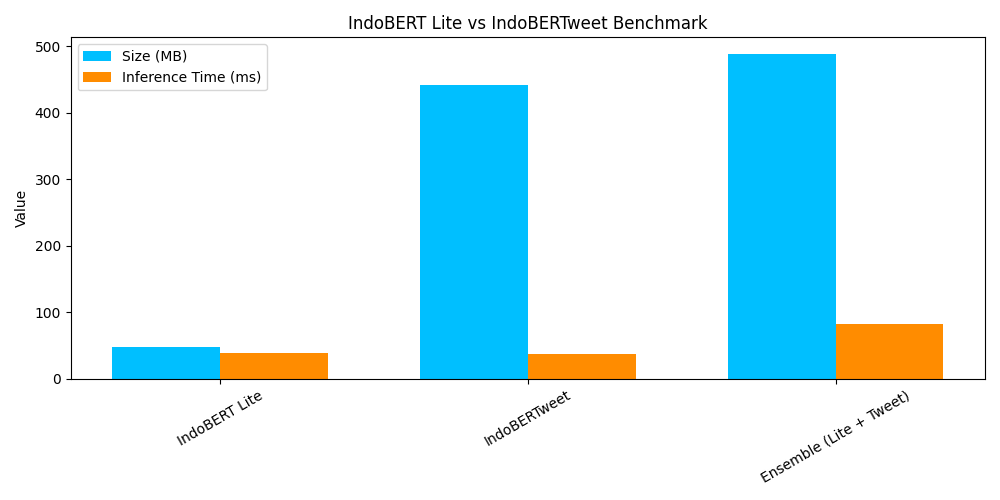 IndoBERT Lite vs IndoBERTweet Benchmark
Size (MB)
Inference Time (ms)
Value
500
400
300
200
100
0
IndoBERT Lite
IndoBERTweet
Ensemble (Lite + Tweet)